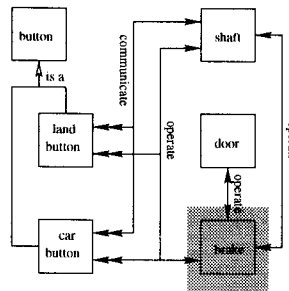 button
shaft
is a
communicate
land
button
operate
door
operate
car
button
brake